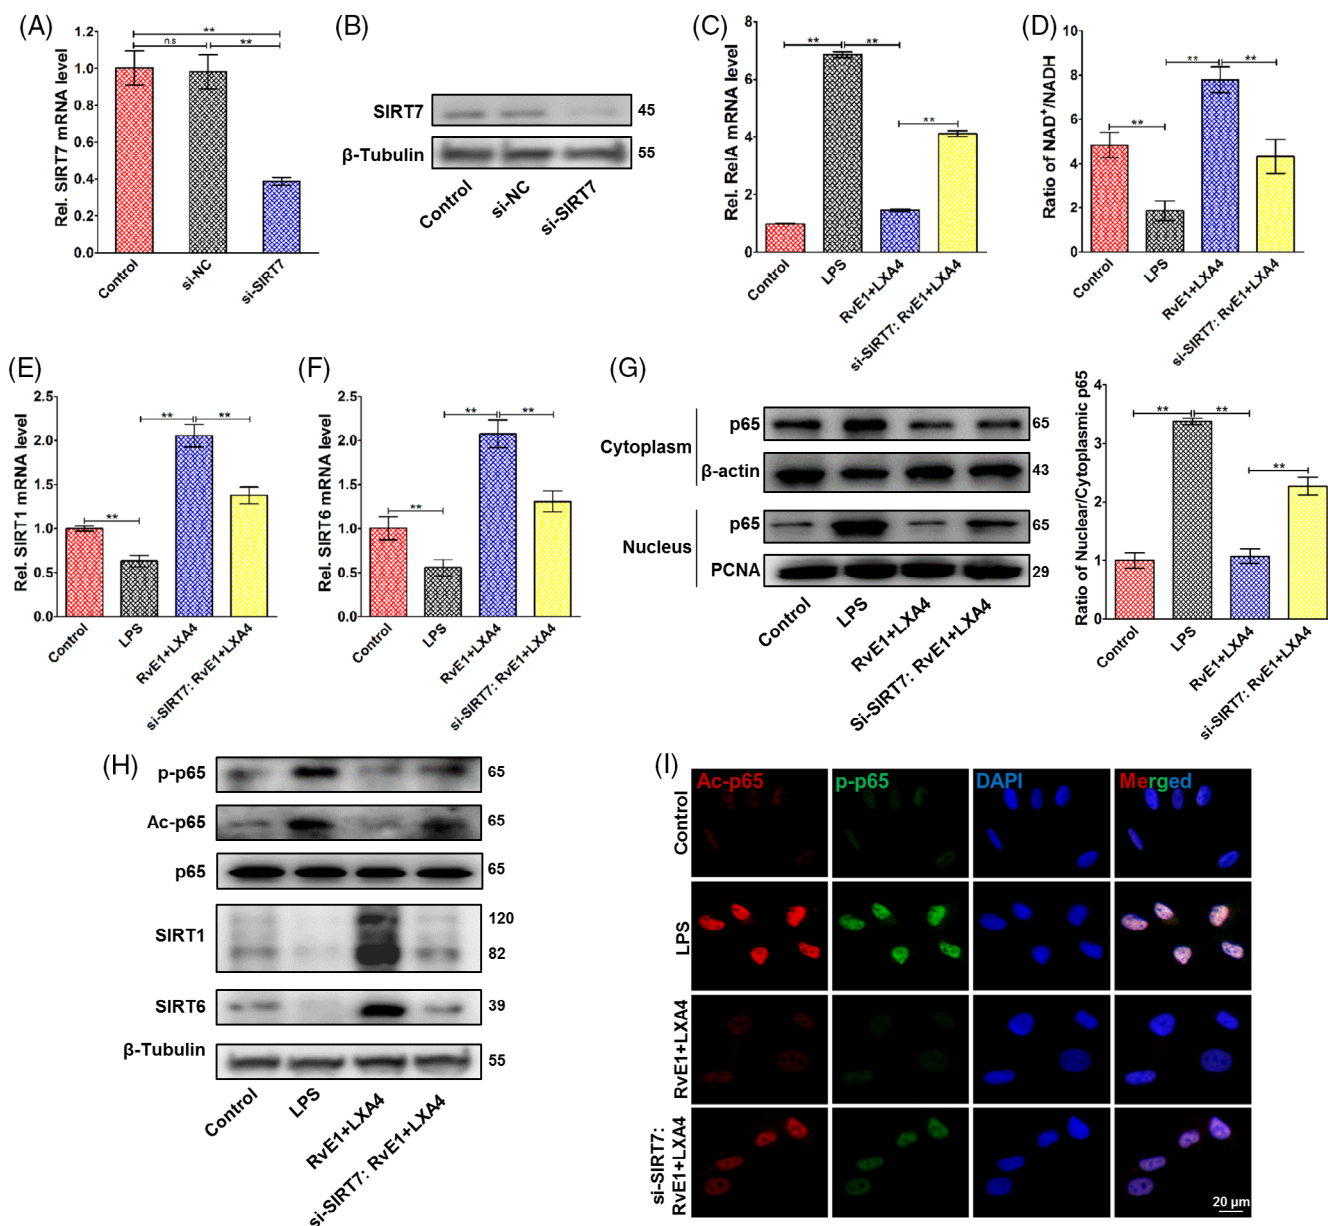 (A)
Rel. SIRT7 mRNA level
1.2
1.0
0.8
0.6
0.4
0.2
0.0
**
n.s
**
Control
si-NC
si-SIRT7
(B)
SIRT7
45
β-Tubulin
55
Control
si-NC
si-SIRT7
(C)
Rel. RelA mRNA level
8
6
4
2
0
**
**
**
Control
LPS
RvE1+LXA4
si-SIRT7: RvE1+LXA4
(D)
Ratio of NAD+/NADH
10
8
6
4
2
0
**
**
**
Control
LPS
RvE1+LXA4
si-SIRT7: RvE1+LXA4
(E)
Rel. SIRT1 mRNA level
2.5
2.0
1.5
1.0
0.5
0.0
**
**
**
Control
LPS
RvE1+LXA4
si-SIRT7: RvE1+LXA4
(F)
Rel. SIRT6 mRNA level
2.5
2.0
1.5
1.0
0.5
0.0
**
**
**
Control
LPS
RvE1+LXA4
si-SIRT7: RvE1+LXA4
(G)
Cytoplasm
p65
65
β-actin
43
Nucleus
p65
65
PCNA
29
Control
LPS
RvE1+LXA4
Si-SIRT7: RvE1+LXA4
Ratio of Nuclear/Cytoplasmic p65
4
3
2
1
0
**
**
**
Control
LPS
RvE1+LXA4
si-SIRT7: RvE1+LXA4
(H)
p-p65
65
Ac-p65
65
p65
65
SIRT1
120
82
SIRT6
39
β-Tubulin
55
Control
LPS
RvE1+LXA4
si-SIRT7: RvE1+LXA4
(I)
Ac-p65
p-p65
DAPI
Merged
Control
LPS
RvE1+LXA4
si-SIRT7:
RvE1+LXA4
20 μm